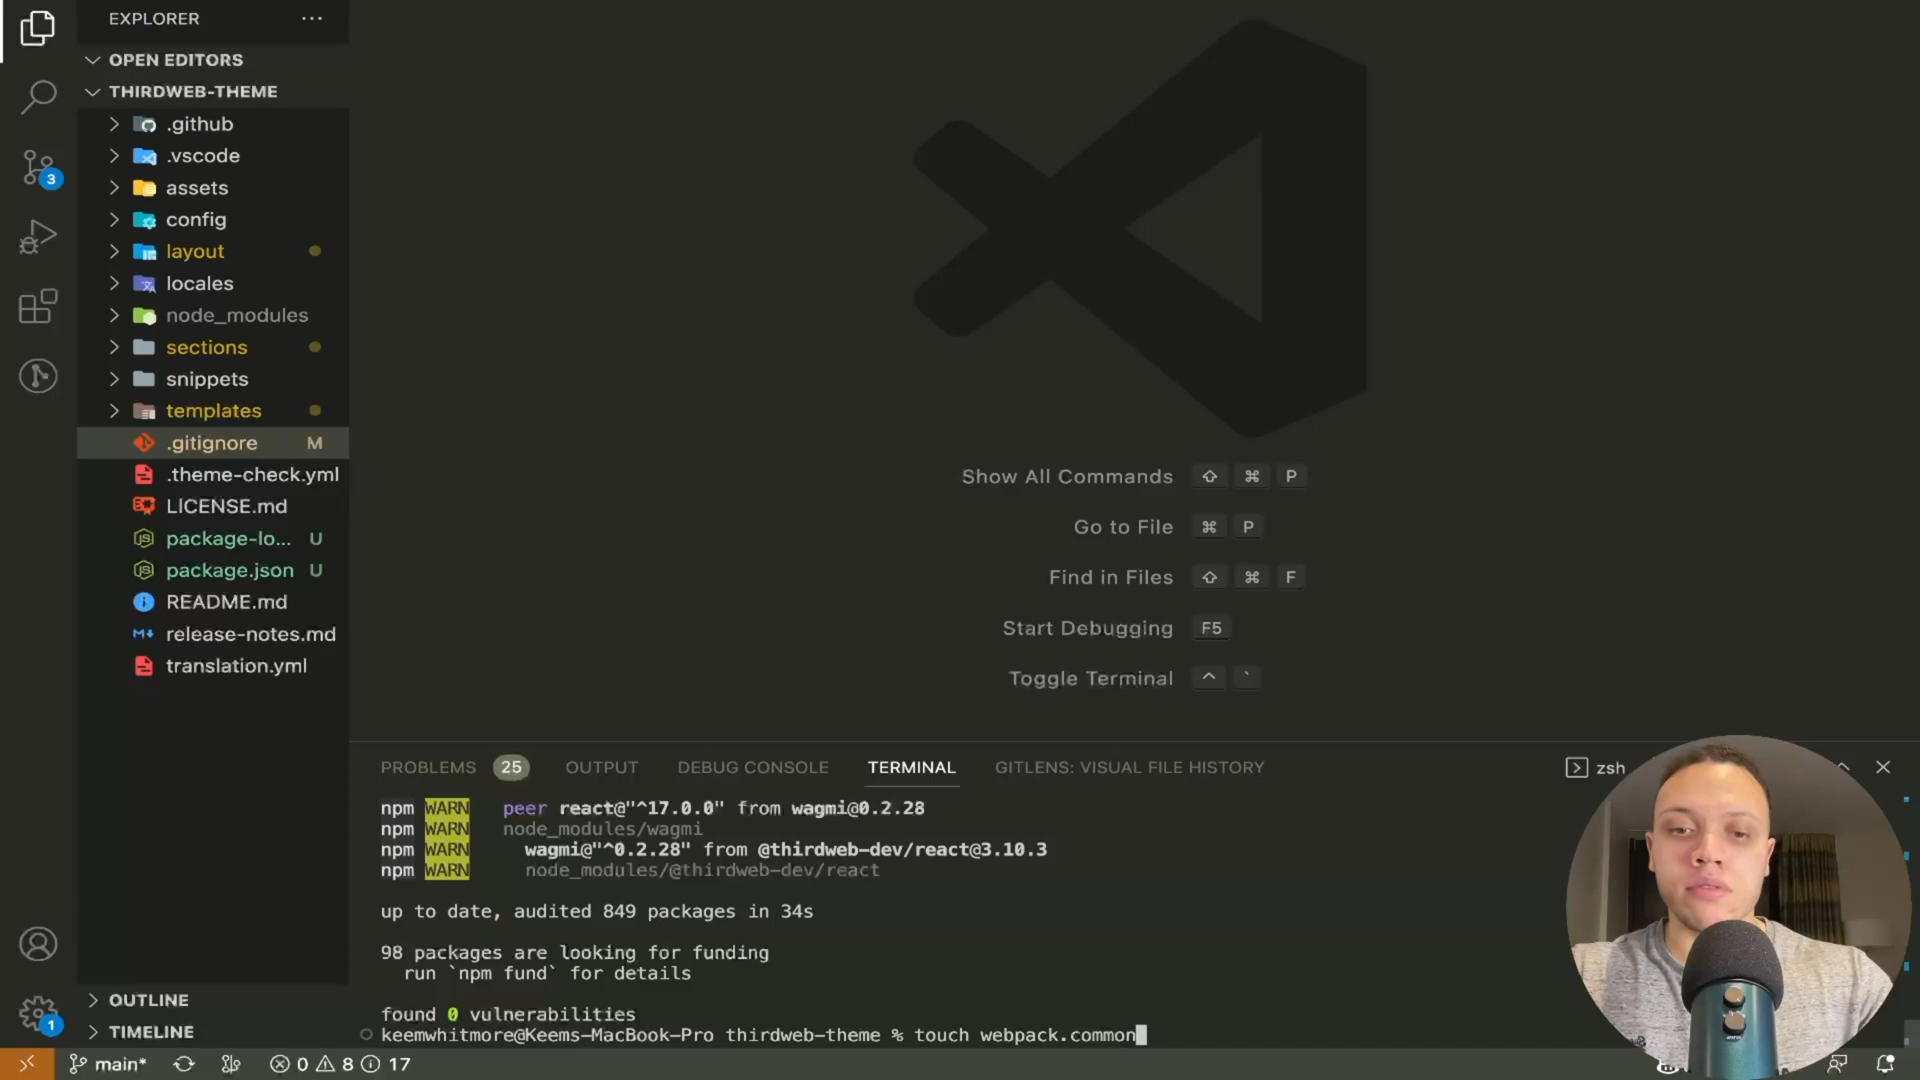 EXPLORER
OPEN EDITORS
THIRDWEB-THEME
.github
.vscode
assets
config
layout
locales
node_modules
sections
snippets
templates
.gitignore M
.theme-check.yml
LICENSE.md
package-lo... U
package.json U
README.md
release-notes.md
translation.yml
OUTLINE
TIMELINE
3
1
Show All Commands ⇧ ⌘ P
Go to File ⌘ P
Find in Files ⇧ ⌘ F
Start Debugging F5
Toggle Terminal ^ `
PROBLEMS 25 OUTPUT DEBUG CONSOLE TERMINAL GITLENS: VISUAL FILE HISTORY zsh
npm WARN peer react@"^17.0.0" from wagmi@0.2.28
npm WARN node_modules/wagmi
npm WARN wagmi@"^0.2.28" from @thirdweb-dev/react@3.10.3
npm WARN node_modules/@thirdweb-dev/react
up to date, audited 849 packages in 34s
98 packages are looking for funding
run `npm fund` for details
found 0 vulnerabilities
keemwhitmore@Keems-MacBook-Pro thirdweb-theme % touch webpack.common
main* 0 8 17